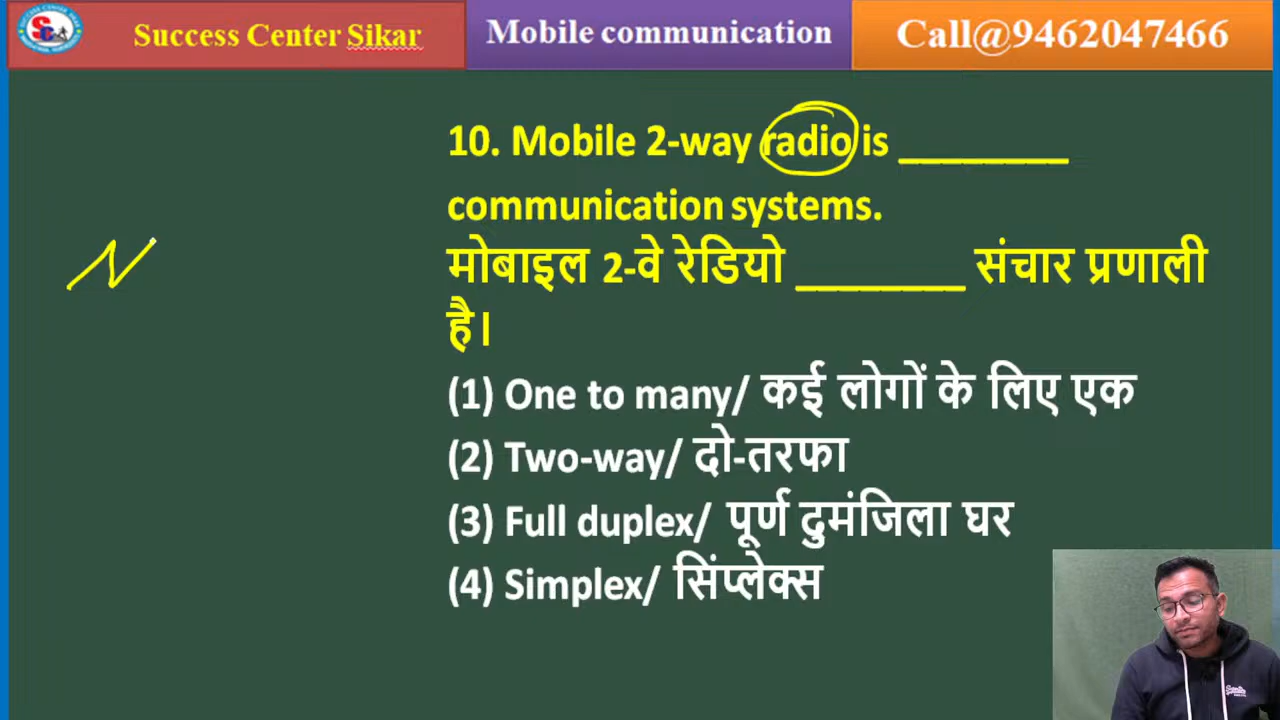 Success Center Sikar
Mobile communication
Call@9462047466
10. Mobile 2-way radio is ________
communication systems.
मोबाइल 2-वे रेडियो ________ संचार प्रणाली
है।
(1) One to many/ कई लोगों के लिए एक
(2) Two-way/ दो-तरफा
(3) Full duplex/ पूर्ण दुमंजिला घर
(4) Simplex/ सिंप्लेक्स